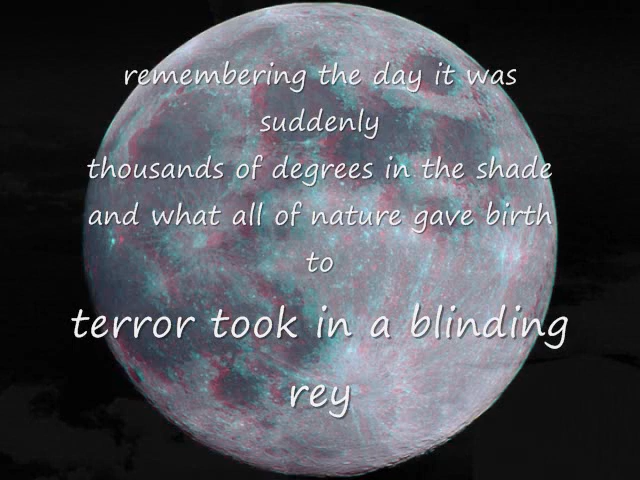 remembering the day it was
suddenly
thousands of degrees in the shade
and what all of nature gave birth
to
terror took in a blinding
rey